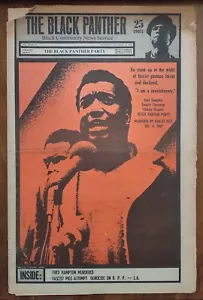 THE BLACK PANTHER
25
CENTS
Black Community News Service
THE BLACK PANTHER PARTY
He stood up in the midst
of fascist gestapo forces
and declared,
"I am a revolutionary."
Fred Hampton
Deputy Chairman
Illinois Chapter
BLACK PANTHER PARTY
MURDERED BY FASCIST PIGS
DEC. 4, 1969
INSIDE:
FRED HAMPTON MURDERED
FASCIST PIGS ATTEMPT GENOCIDE ON B.P.P. — L.A.